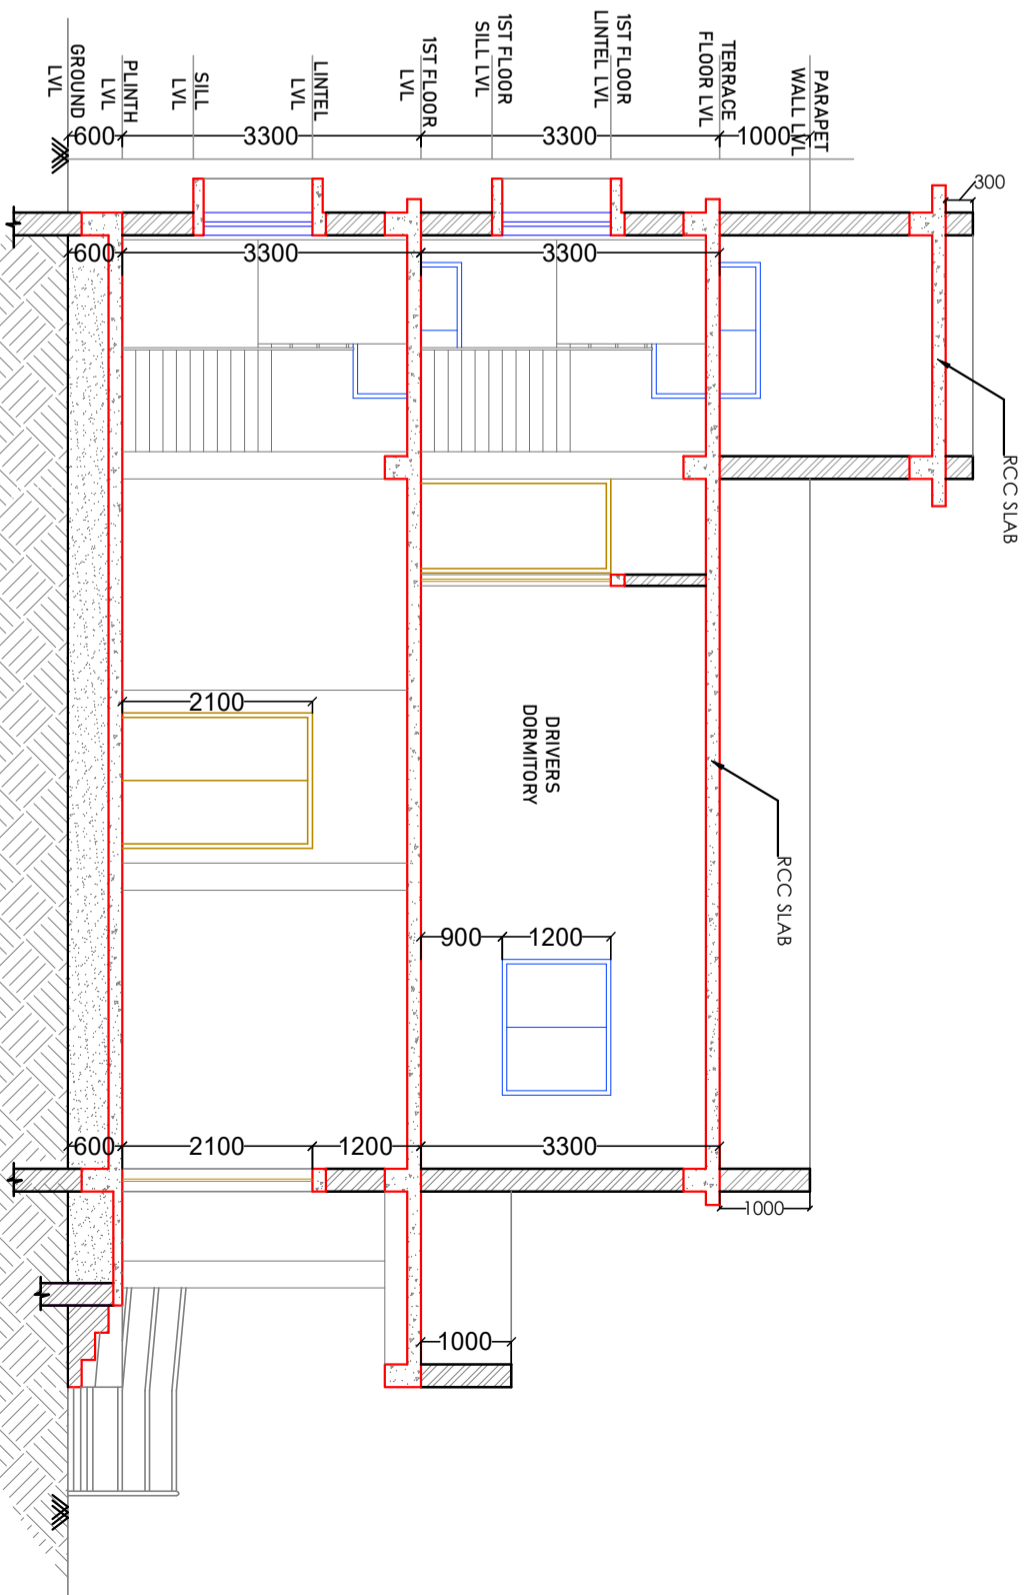 PARAPET
WALL LVL
TERRACE
FLOOR LVL
1ST FLOOR
LINTEL LVL
1ST FLOOR
SILL LVL
1ST FLOOR
LVL
LINTEL
LVL
SILL
LVL
PLINTH
LVL
GROUND
LVL
600
3300
3300
1000
300
600
3300
3300
RCC SLAB
2100
DRIVERS
DORMITORY
RCC SLAB
900
1200
600
2100
1200
3300
1000
1000